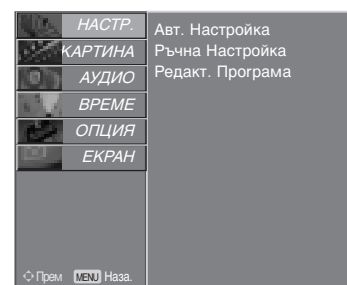 НАСТР.
КАРТИНА
АУДИО
ВРЕМЕ
ОПЦИЯ
ЕКРАН
Авт. Настройка
Ръчна Настройка
Редакт. Програма
Прем MENU Наза.